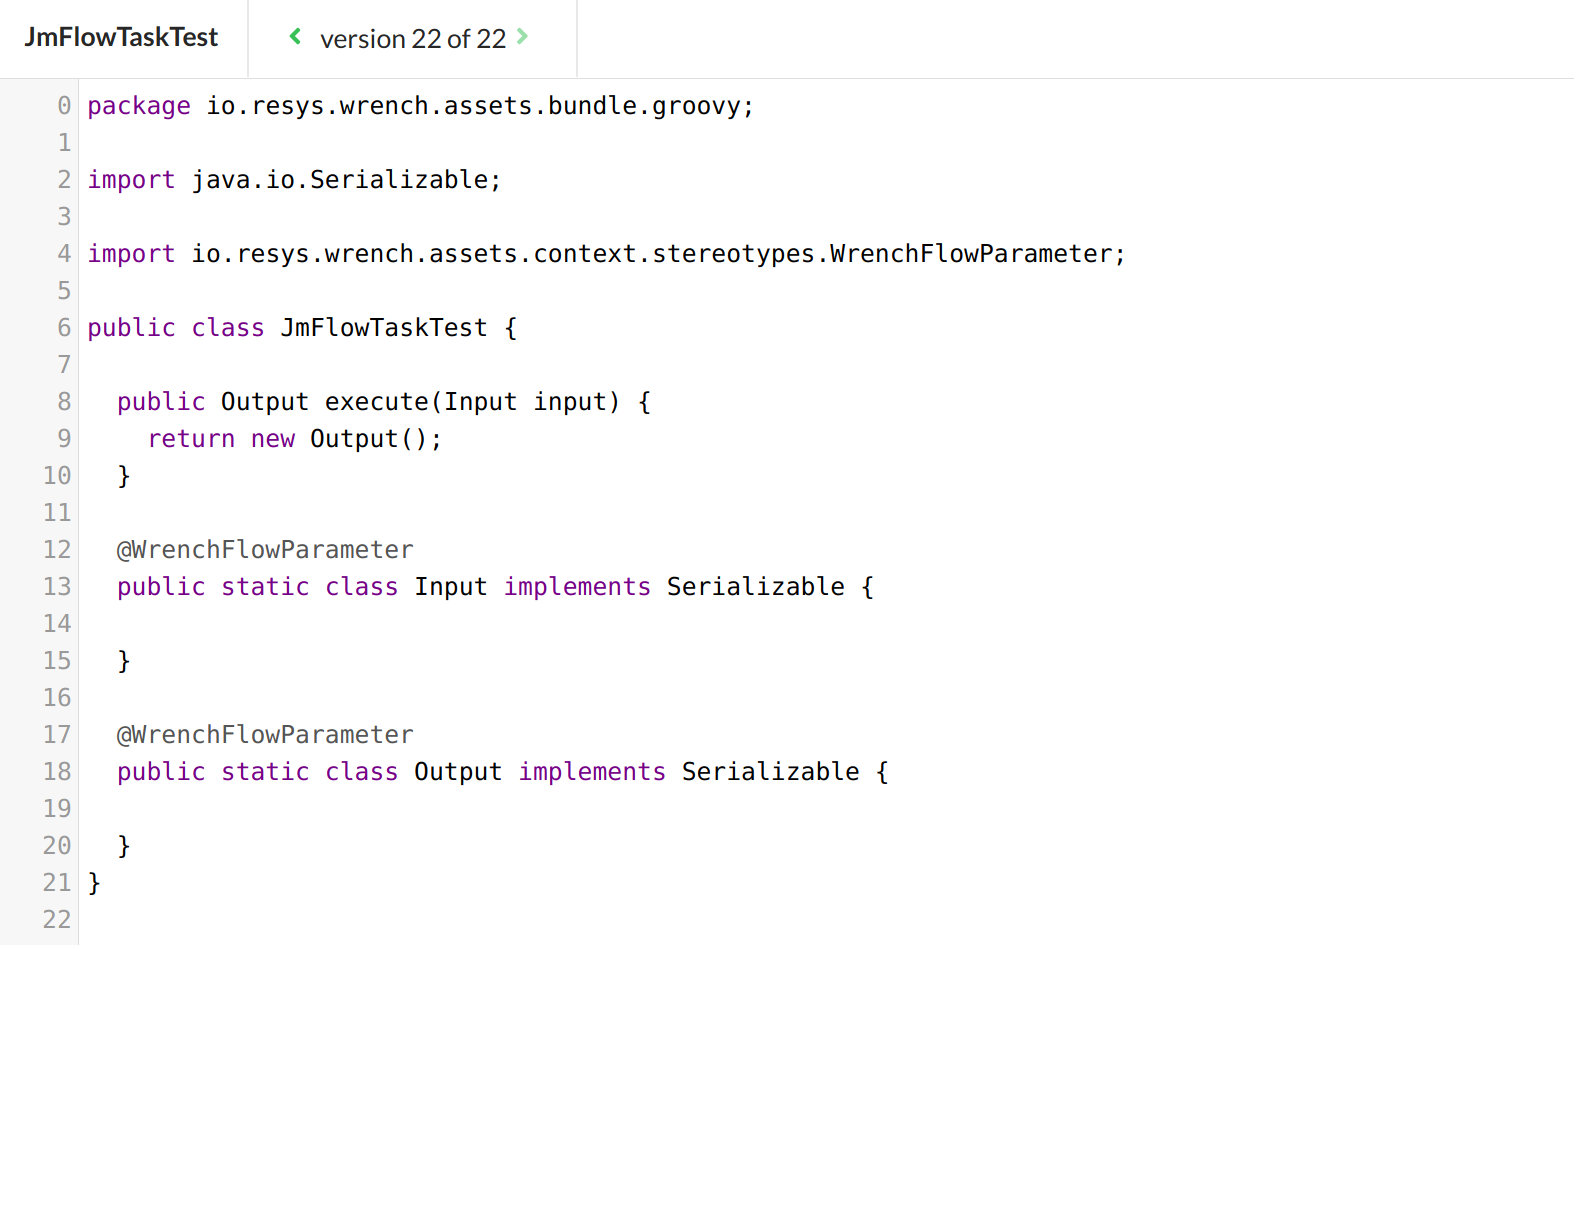 JmFlowTaskTest
version 22 of 22
0 package io.resys.wrench.assets.bundle.groovy;
1
2 import java.io.Serializable;
3
4 import io.resys.wrench.assets.context.stereotypes.WrenchFlowParameter;
5
6 public class JmFlowTaskTest {
7
8   public Output execute(Input input) {
9     return new Output();
10   }
11
12   @WrenchFlowParameter
13   public static class Input implements Serializable {
14
15   }
16
17   @WrenchFlowParameter
18   public static class Output implements Serializable {
19
20   }
21 }
22